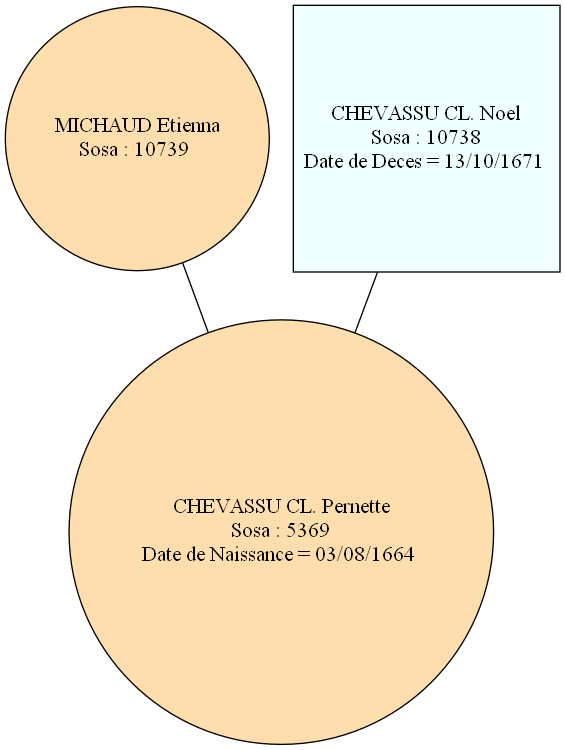 MICHAUD Etienna
Sosa : 10739
CHEVASSU CL. Noel
Sosa : 10738
Date de Deces = 13/10/1671
CHEVASSU CL. Pernette
Sosa : 5369
Date de Naissance = 03/08/1664